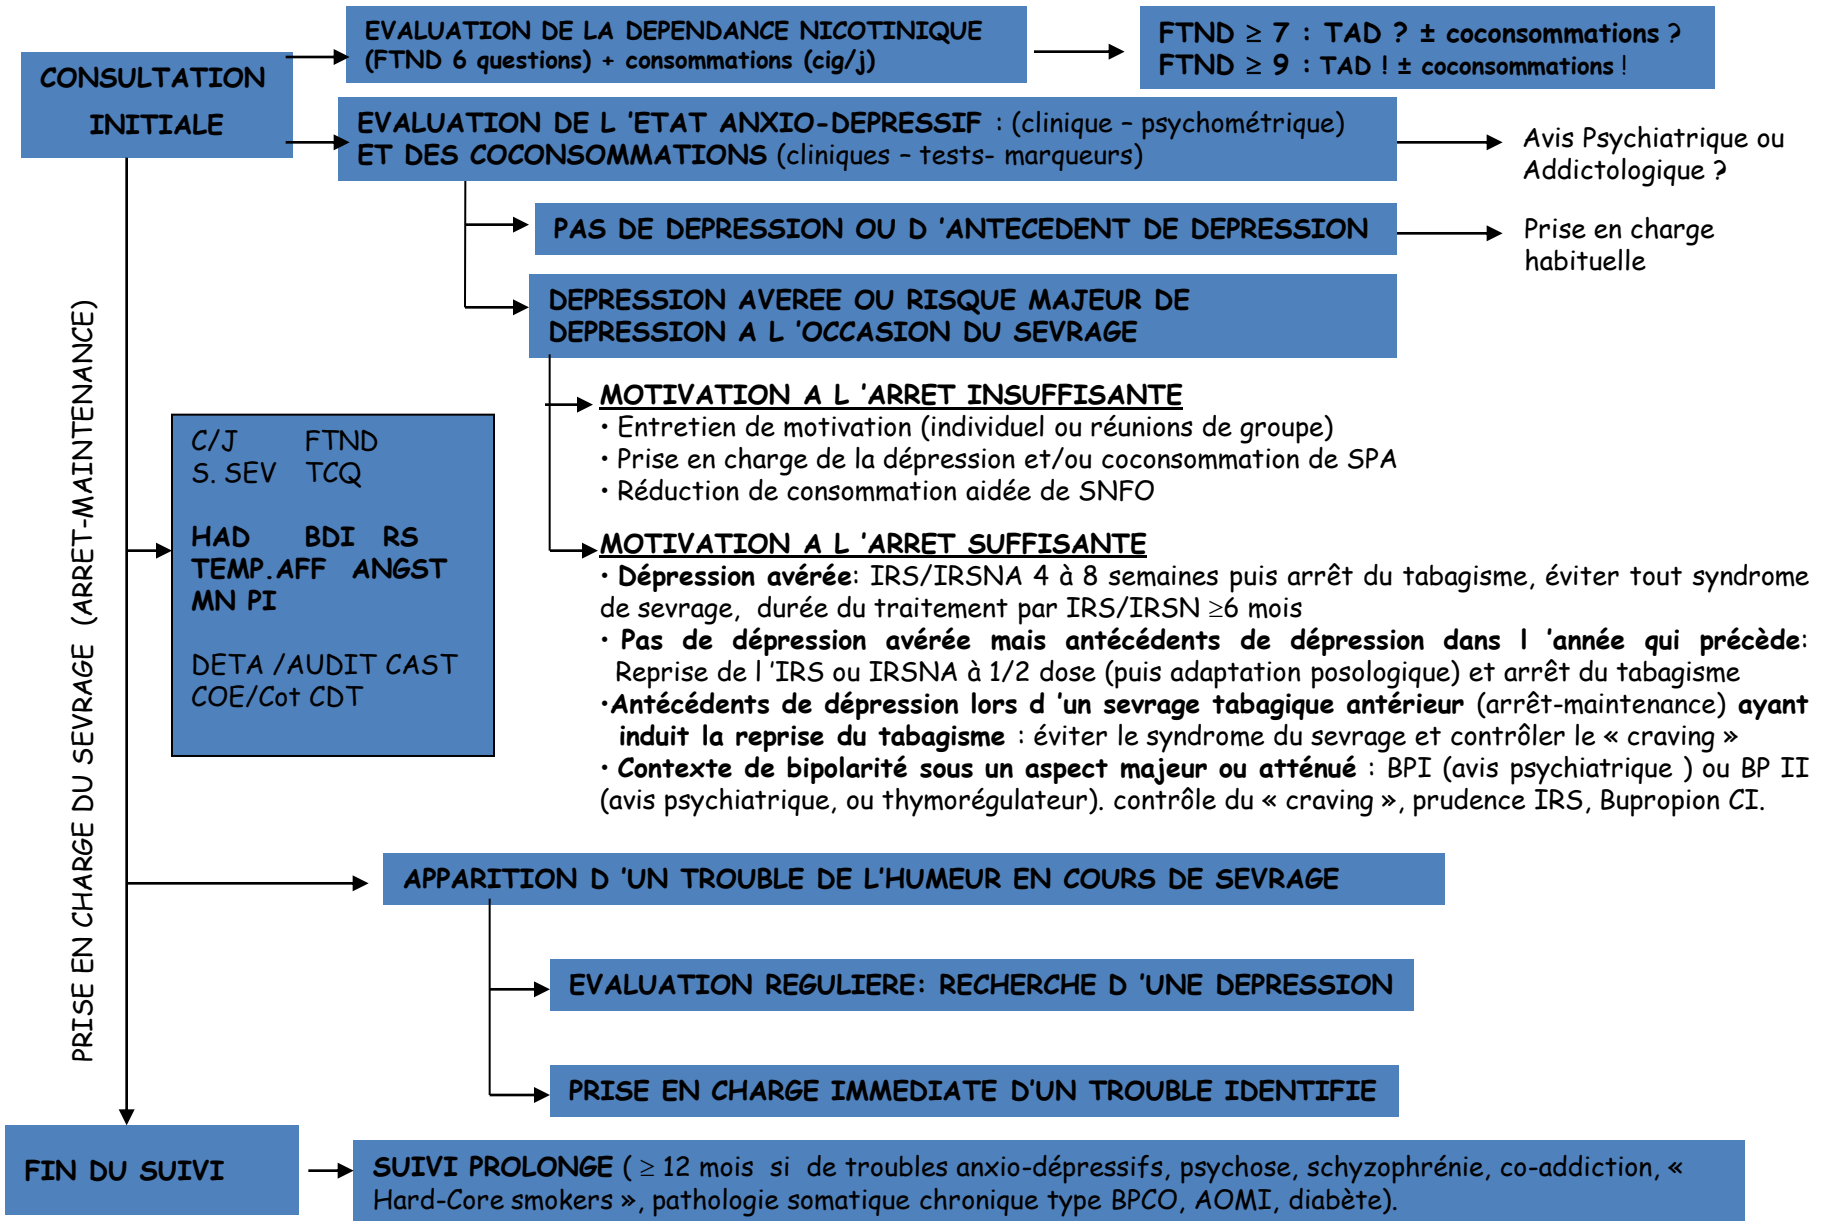 CONSULTATION
INITIALE
EVALUATION DE LA DEPENDANCE NICOTINIQUE
(FTND 6 questions) + consommations (cig/j)
FTND ≥ 7 : TAD ? ± coconsommations ?
FTND ≥ 9 : TAD ! ± coconsommations !
EVALUATION DE L 'ETAT ANXIO-DEPRESSIF : (clinique – psychométrique)
ET DES COCONSOMMATIONS (cliniques – tests- marqueurs)
Avis Psychiatrique ou
Addictologique ?
PAS DE DEPRESSION OU D 'ANTECEDENT DE DEPRESSION
Prise en charge
habituelle
DEPRESSION AVEREE OU RISQUE MAJEUR DE
DEPRESSION A L 'OCCASION DU SEVRAGE
PRISE EN CHARGE DU SEVRAGE (ARRET-MAINTENANCE)
C/J FTND
S. SEV TCQ
HAD BDI RS
TEMP.AFF ANGST
MN PI
DETA /AUDIT CAST
COE/Cot CDT
MOTIVATION A L 'ARRET INSUFFISANTE
• Entretien de motivation (individuel ou réunions de groupe)
• Prise en charge de la dépression et/ou coconsommation de SPA
• Réduction de consommation aidée de SNFO
MOTIVATION A L 'ARRET SUFFISANTE
• Dépression avérée: IRS/IRSNA 4 à 8 semaines puis arrêt du tabagisme, éviter tout syndrome
de sevrage, durée du traitement par IRS/IRSN ≥6 mois
• Pas de dépression avérée mais antécédents de dépression dans l 'année qui précède:
Reprise de l 'IRS ou IRSNA à 1/2 dose (puis adaptation posologique) et arrêt du tabagisme
•Antécédents de dépression lors d 'un sevrage tabagique antérieur (arrêt-maintenance) ayant
induit la reprise du tabagisme : éviter le syndrome du sevrage et contrôler le « craving »
• Contexte de bipolarité sous un aspect majeur ou atténué : BPI (avis psychiatrique ) ou BP II
(avis psychiatrique, ou thymorégulateur). contrôle du « craving », prudence IRS, Bupropion CI.
APPARITION D 'UN TROUBLE DE L'HUMEUR EN COURS DE SEVRAGE
EVALUATION REGULIERE: RECHERCHE D 'UNE DEPRESSION
PRISE EN CHARGE IMMEDIATE D'UN TROUBLE IDENTIFIE
FIN DU SUIVI
SUIVI PROLONGE ( ≥ 12 mois si de troubles anxio-dépressifs, psychose, schyzophrénie, co-addiction, «
Hard-Core smokers », pathologie somatique chronique type BPCO, AOMI, diabète).